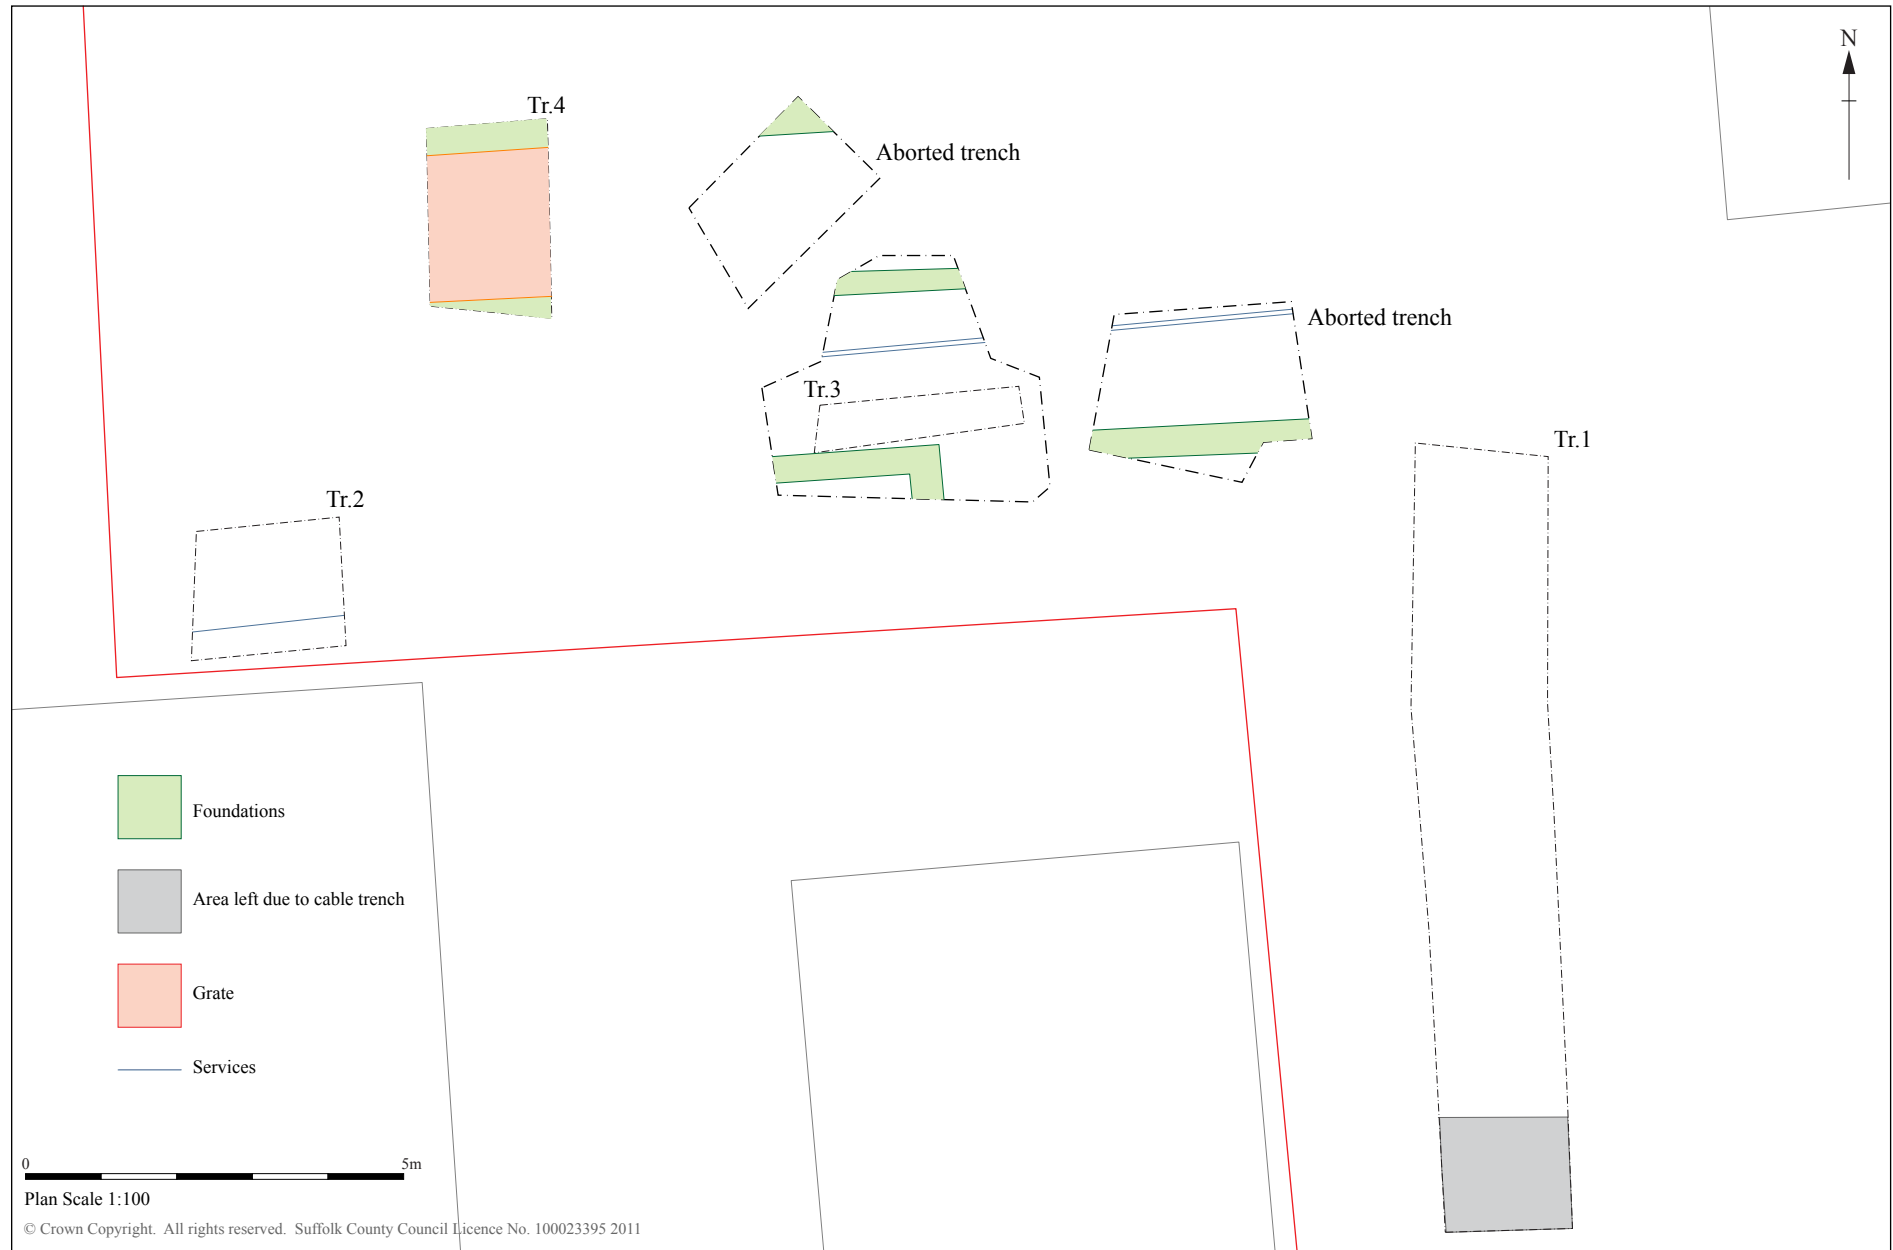 N
Tr.4
Aborted trench
Aborted trench
Tr.3
Tr.1
Tr.2
Foundations
Area left due to cable trench
Grate
Services
0 5m
Plan Scale 1:100
© Crown Copyright. All rights reserved. Suffolk County Council Licence No. 100023395 2011